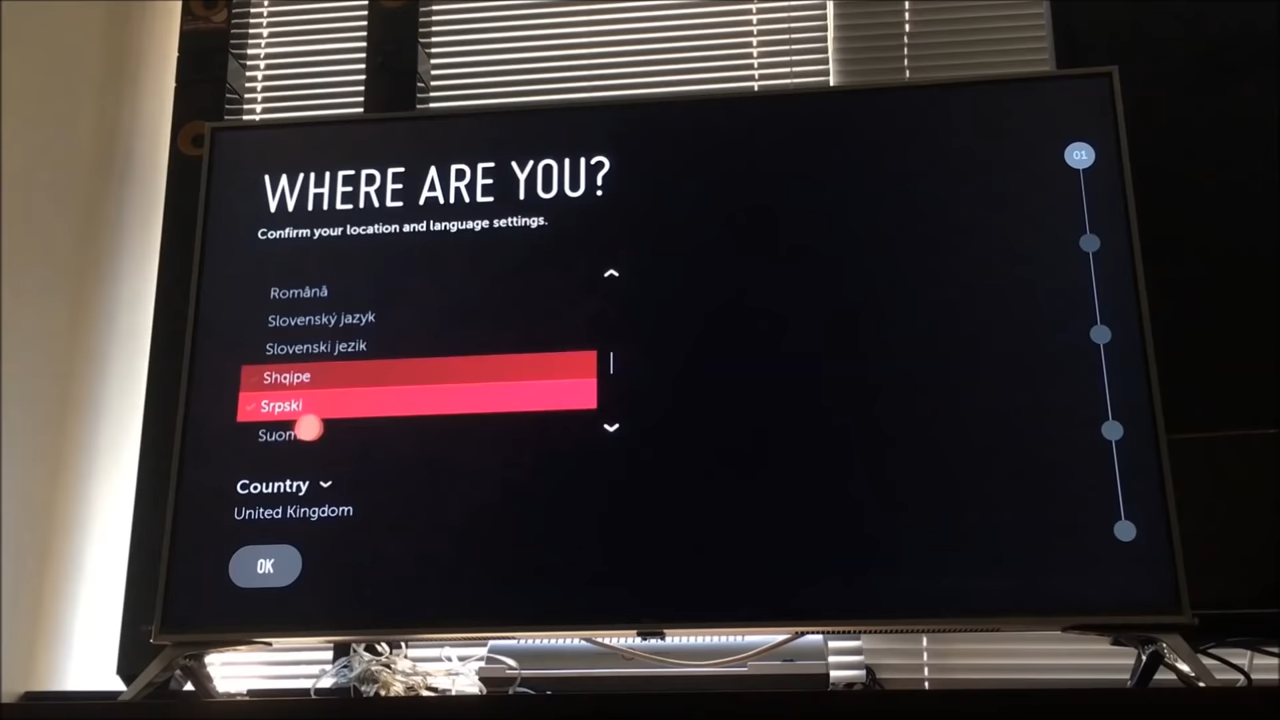 WHERE ARE YOU?
Confirm your location and language settings.
01
Română
Slovenský jazyk
Slovenski jezik
Shqipe
Srpski
Country
United Kingdom
OK